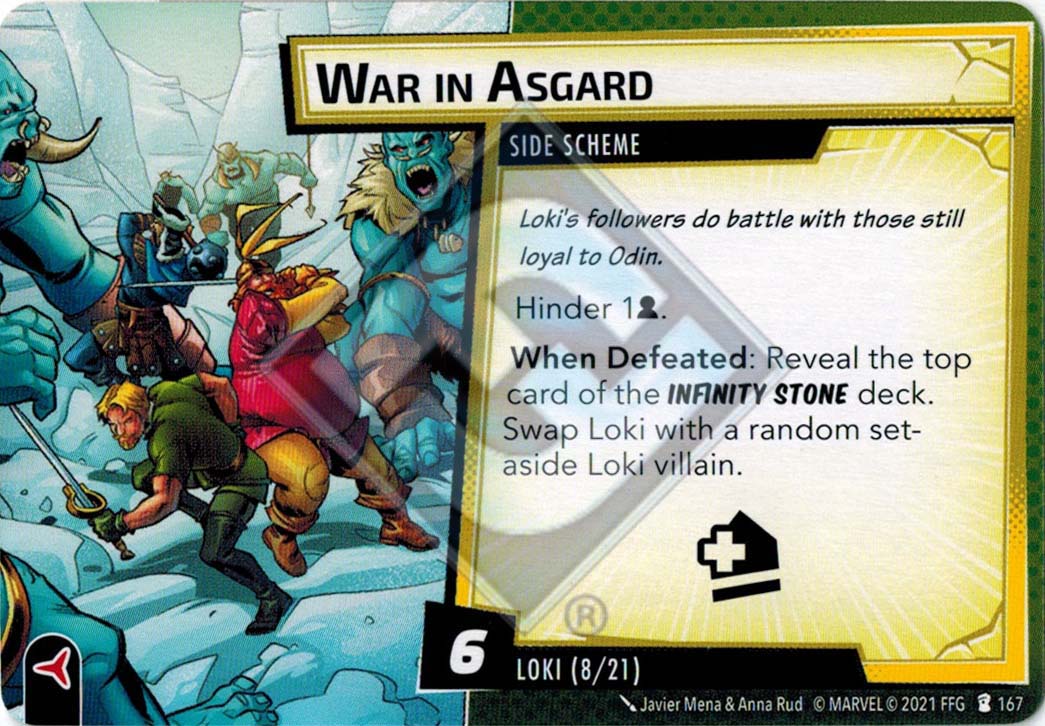 WAR IN ASGARD
SIDE SCHEME
Loki's followers do battle with those still
loyal to Odin.
Hinder 1.
When Defeated: Reveal the top
card of the INFINITY STONE deck.
Swap Loki with a random set-
aside Loki villain.
®
6
LOKI (8/21)
Javier Mena & Anna Rud © MARVEL © 2021 FFG 167